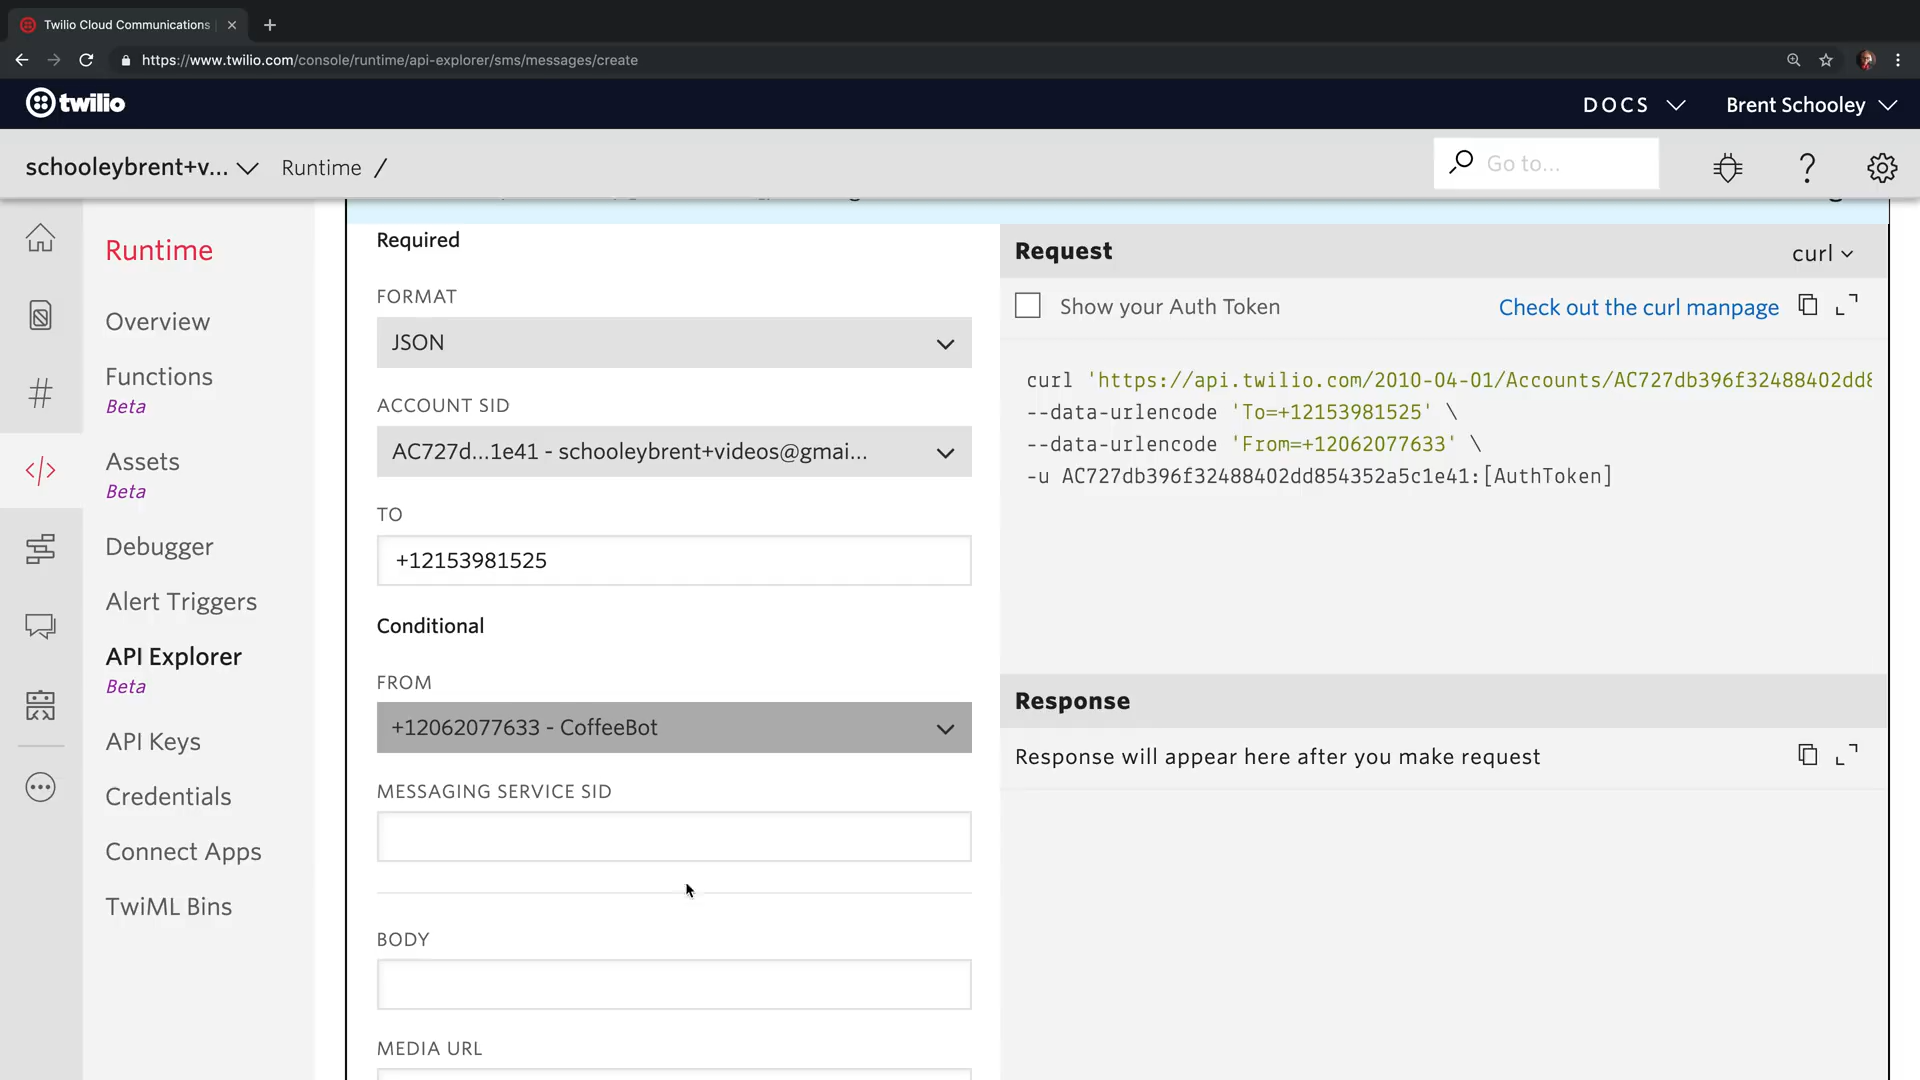 Twilio Cloud Communications |
https://www.twilio.com/console/runtime/api-explorer/sms/messages/create
twilio
DOCS
Brent Schooley
schooleybrent+v...
Runtime /
Go to...
Runtime
Overview
Functions
Beta
Assets
Beta
Debugger
Alert Triggers
API Explorer
Beta
API Keys
Credentials
Connect Apps
TwiML Bins
Required
FORMAT
JSON
ACCOUNT SID
AC727d...1e41 - schooleybrent+videos@gmai...
TO
+12153981525
Conditional
FROM
+12062077633 - CoffeeBot
MESSAGING SERVICE SID
BODY
MEDIA URL
Request
curl
Show your Auth Token
Check out the curl manpage
curl 'https://api.twilio.com/2010-04-01/Accounts/AC727db396f32488402dd8
--data-urlencode 'To=+12153981525' \
--data-urlencode 'From=+12062077633' \
-u AC727db396f32488402dd854352a5c1e41:[AuthToken]
Response
Response will appear here after you make request